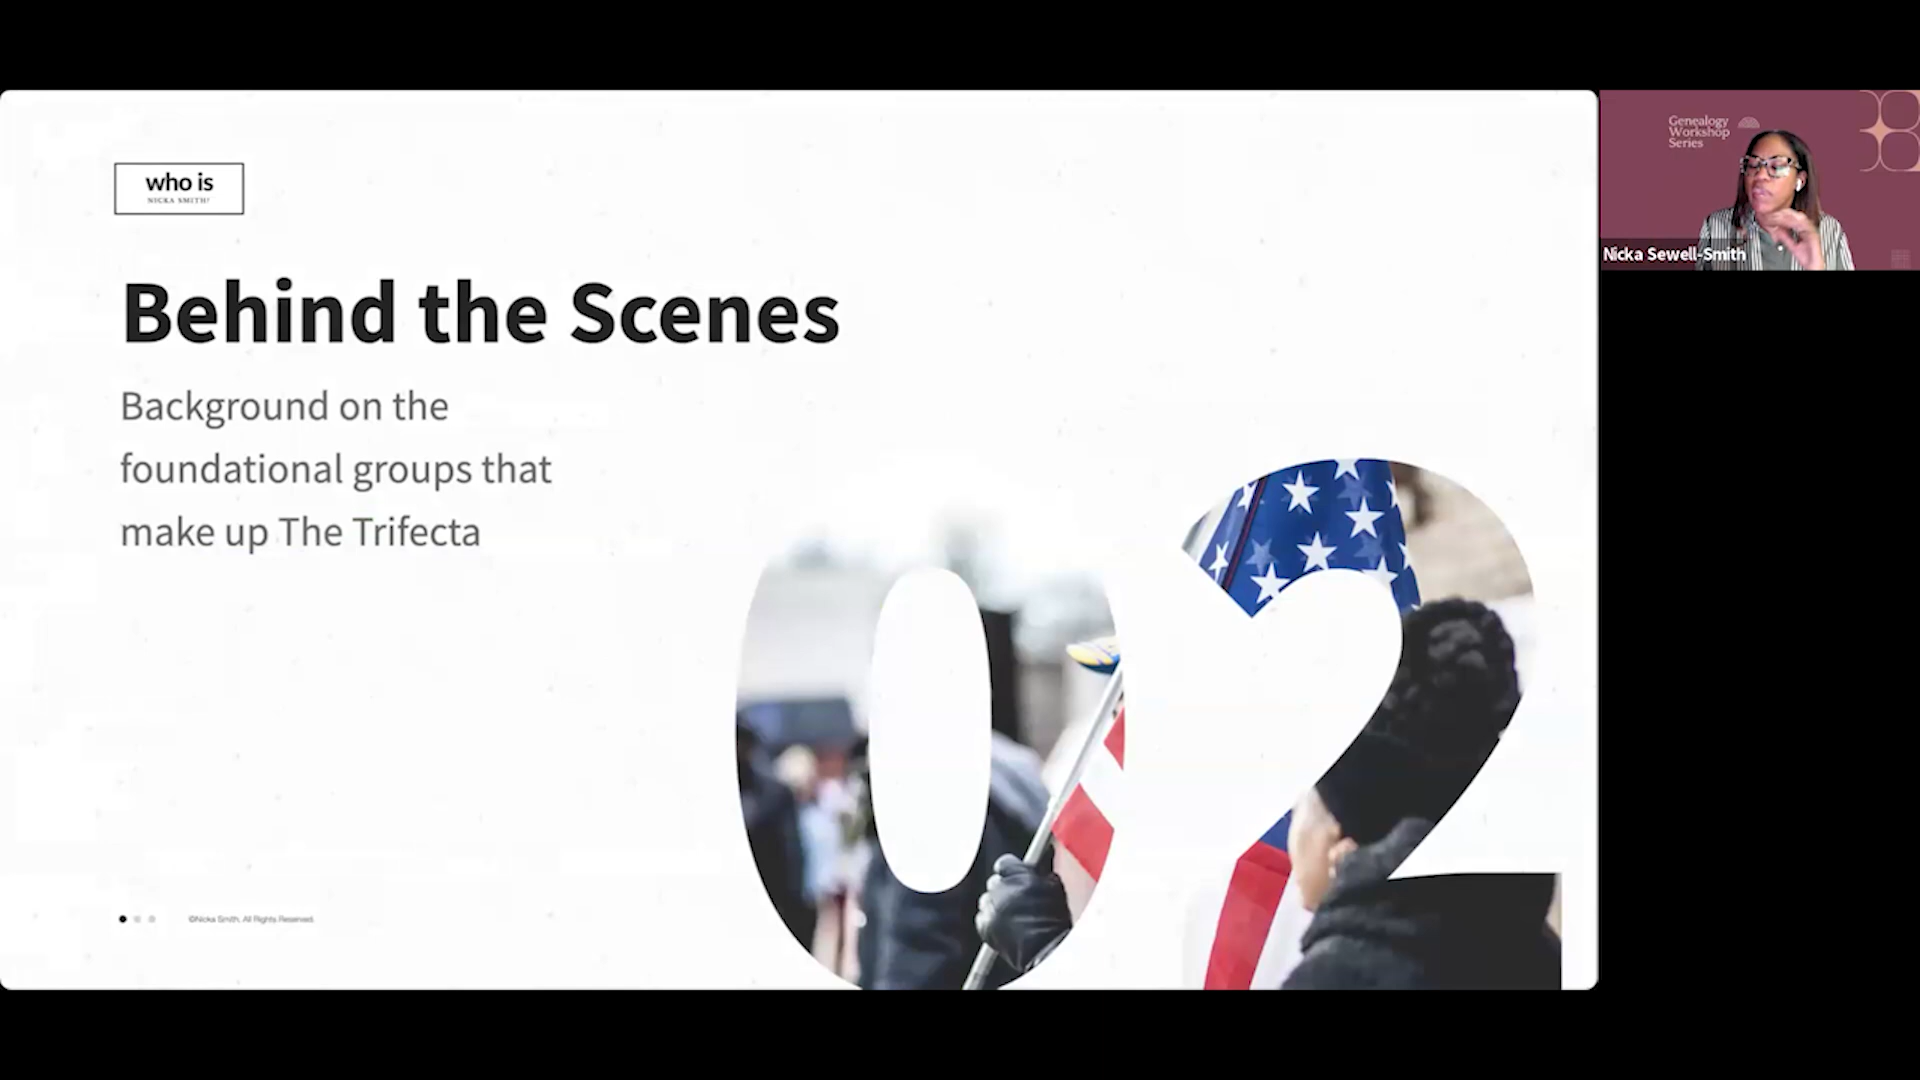 who is
NICKA SMITH?
Behind the Scenes
Background on the
foundational groups that
make up The Trifecta
02
©Nicka Smith, All Rights Reserved.
Genealogy
Workshop
Series
Nicka Sewell-Smith